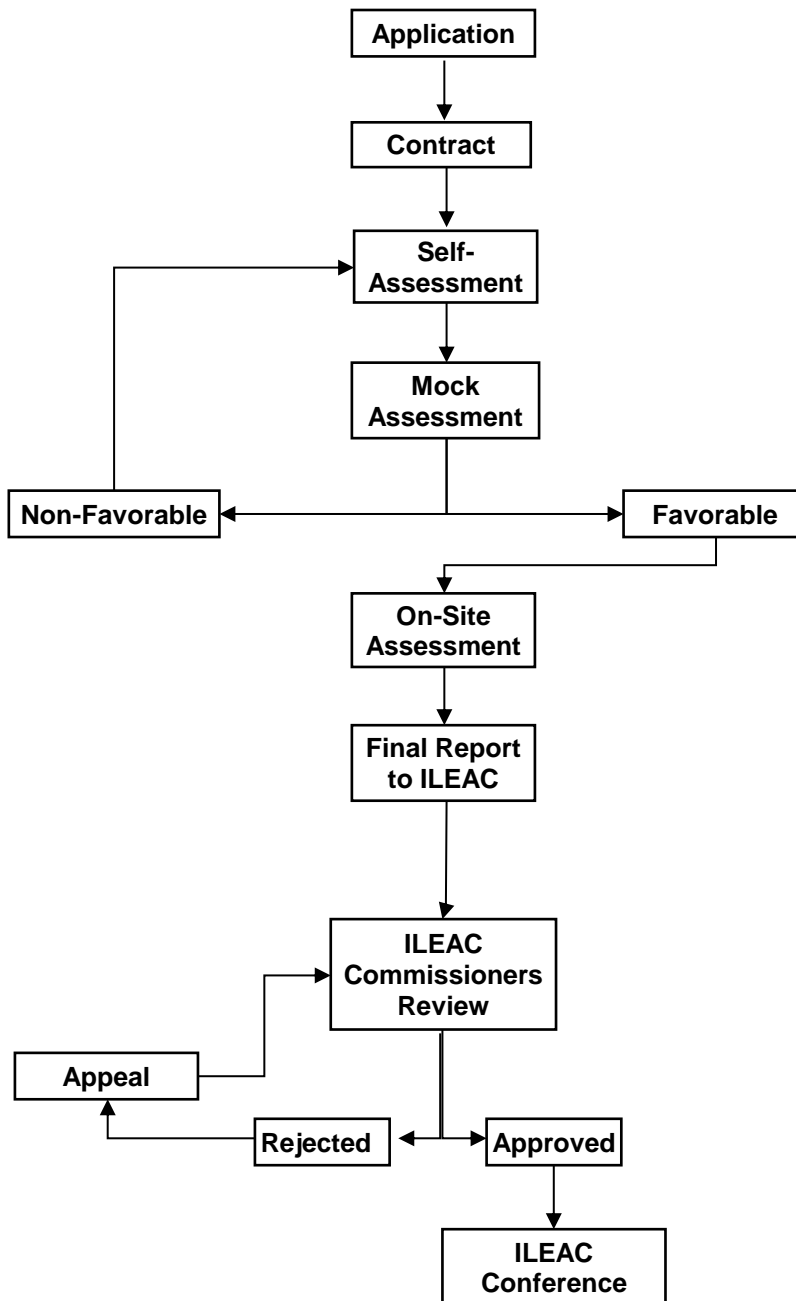 Application
Contract
Self-
Assessment
Mock
Assessment
Non-Favorable
Favorable
On-Site
Assessment
Final Report
to ILEAC
ILEAC
Commissioners
Review
Appeal
Rejected
Approved
ILEAC
Conference